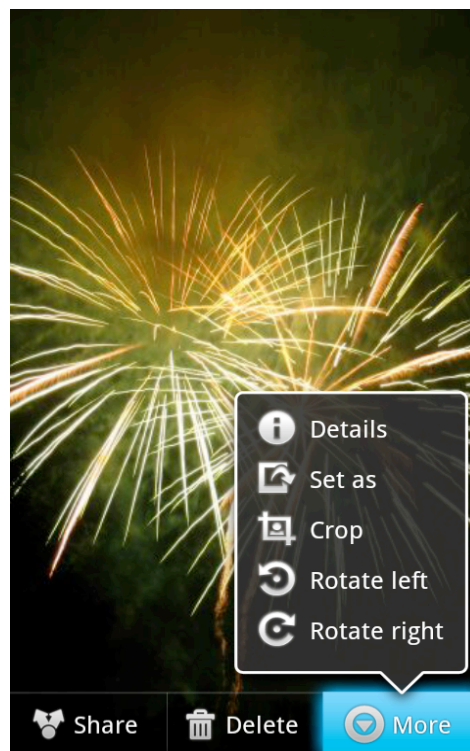 Details
Set as
Crop
Rotate left
Rotate right
Share Delete More